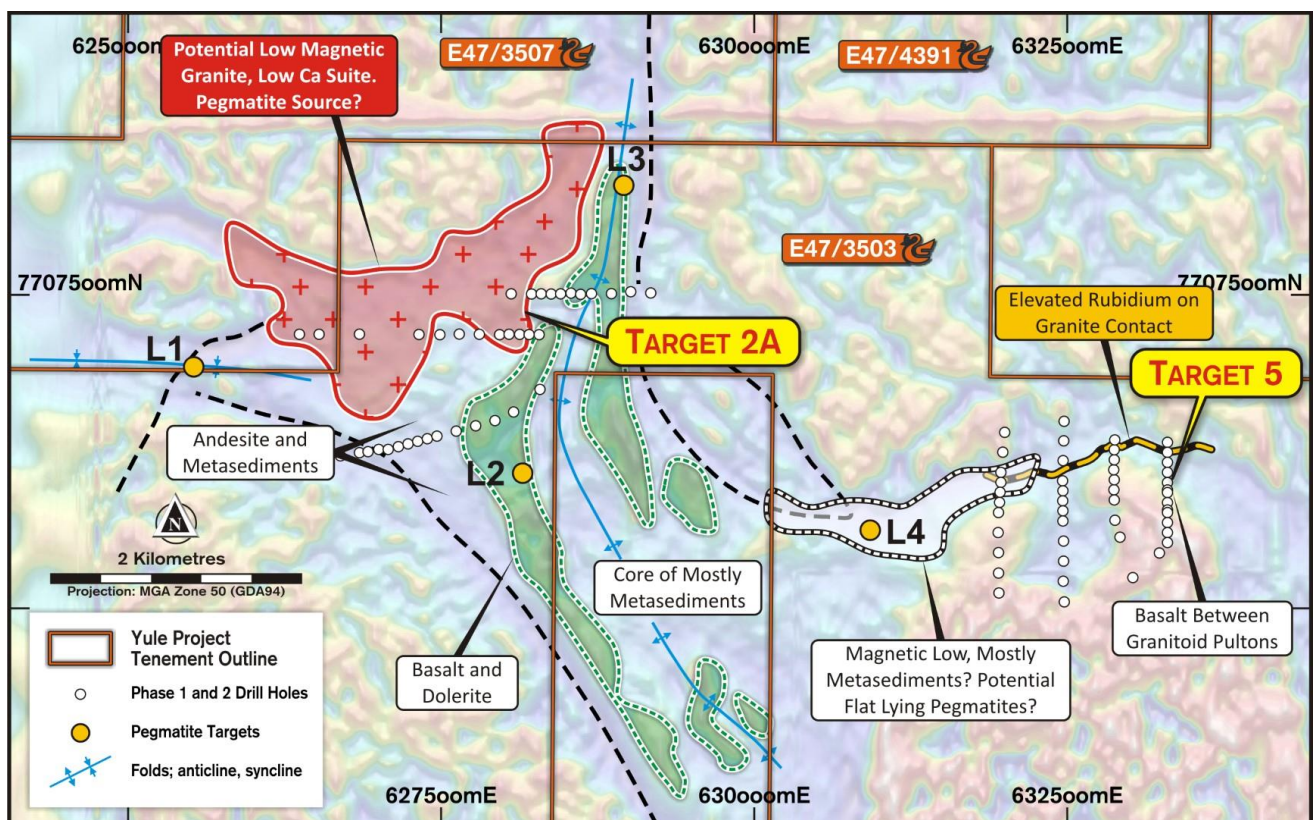 625000mE
E47/3507
630000mE
E47/4391
632500mE
Potential Low Magnetic
Granite, Low Ca Suite.
Pegmatite Source?
L3
E47/3503
7707500mN
7707500mN
Elevated Rubidium on
Granite Contact
L1
TARGET 2A
TARGET 5
Andesite and
Metasediments
L2
L4
N
2 Kilometres
Projection: MGA Zone 50 (GDA94)
Core of Mostly
Metasediments
Basalt Between
Granitoid Pultons
Basalt and
Dolerite
Magnetic Low, Mostly
Metasediments? Potential
Flat Lying Pegmatites?
Yule Project
Tenement Outline
Phase 1 and 2 Drill Holes
Pegmatite Targets
Folds; anticline, syncline
627500mE
630000mE
632500mE